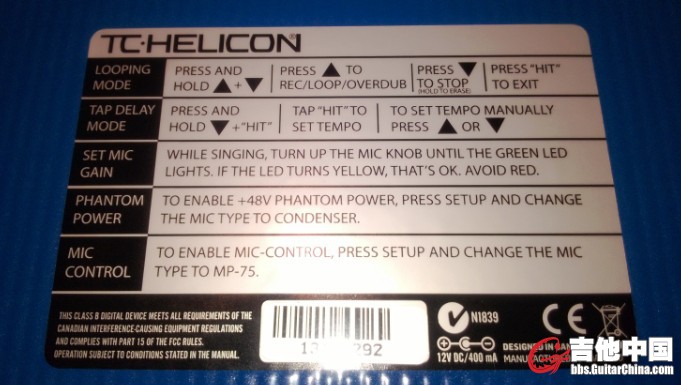 TC·HELICON®
LOOPING MODE
PRESS AND HOLD ▲ + ▼
PRESS ▲ TO REC/LOOP/OVERDUB
PRESS ▼ TO STOP (HOLD TO ERASE)
PRESS "HIT" TO EXIT
TAP DELAY MODE
PRESS AND HOLD ▼ + "HIT"
TAP "HIT" TO SET TEMPO
TO SET TEMPO MANUALLY PRESS ▲ OR ▼
SET MIC GAIN
WHILE SINGING, TURN UP THE MIC KNOB UNTIL THE GREEN LED
LIGHTS. IF THE LED TURNS YELLOW, THAT'S OK. AVOID RED.
PHANTOM POWER
TO ENABLE +48V PHANTOM POWER, PRESS SETUP AND CHANGE
THE MIC TYPE TO CONDENSER.
MIC CONTROL
TO ENABLE MIC-CONTROL, PRESS SETUP AND CHANGE THE MIC
TYPE TO MP-75.
THIS CLASS B DIGITAL DEVICE MEETS ALL REQUIREMENTS OF THE
CANADIAN INTERFERENCE-CAUSING EQUIPMENT REGULATIONS
AND COMPLIES WITH PART 15 OF THE FCC RULES.
OPERATION SUBJECT TO CONDITIONS STATED IN THE MANUAL.
N1839
CE
12V DC/400 mA
DESIGNED IN
吉他中国
bbs.GuitarChina.com